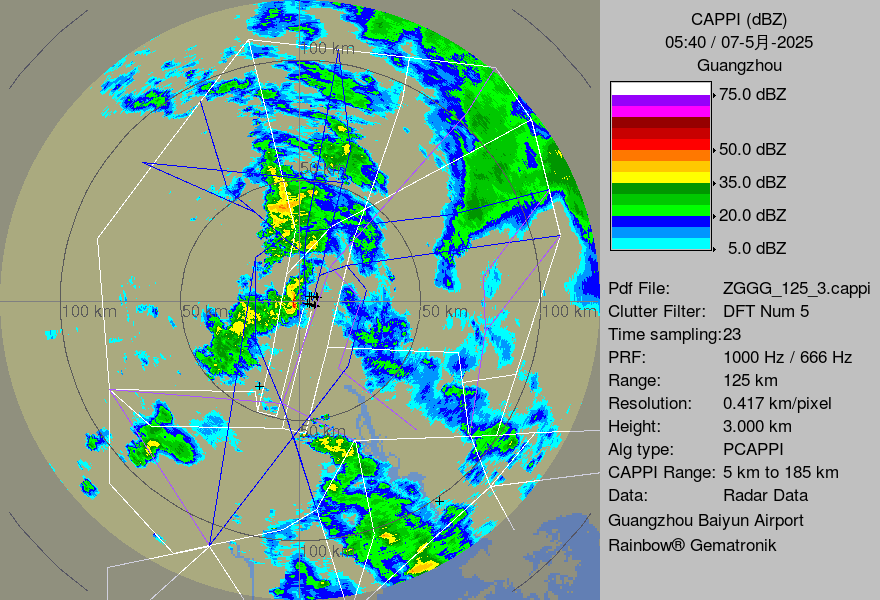 CAPPI (dBZ)
05:40 / 07-5月-2025
Guangzhou
75.0 dBZ
50.0 dBZ
35.0 dBZ
20.0 dBZ
5.0 dBZ
Pdf File: ZGGG_125_3.cappi
Clutter Filter: DFT Num 5
Time sampling:23
PRF: 1000 Hz / 666 Hz
Range: 125 km
Resolution: 0.417 km/pixel
Height: 3.000 km
Alg type: PCAPPI
CAPPI Range: 5 km to 185 km
Data: Radar Data
Guangzhou Baiyun Airport
Rainbow® Gematronik
100 km
50 km
100 km
50 km
50 km
100 km
50 km
100 km